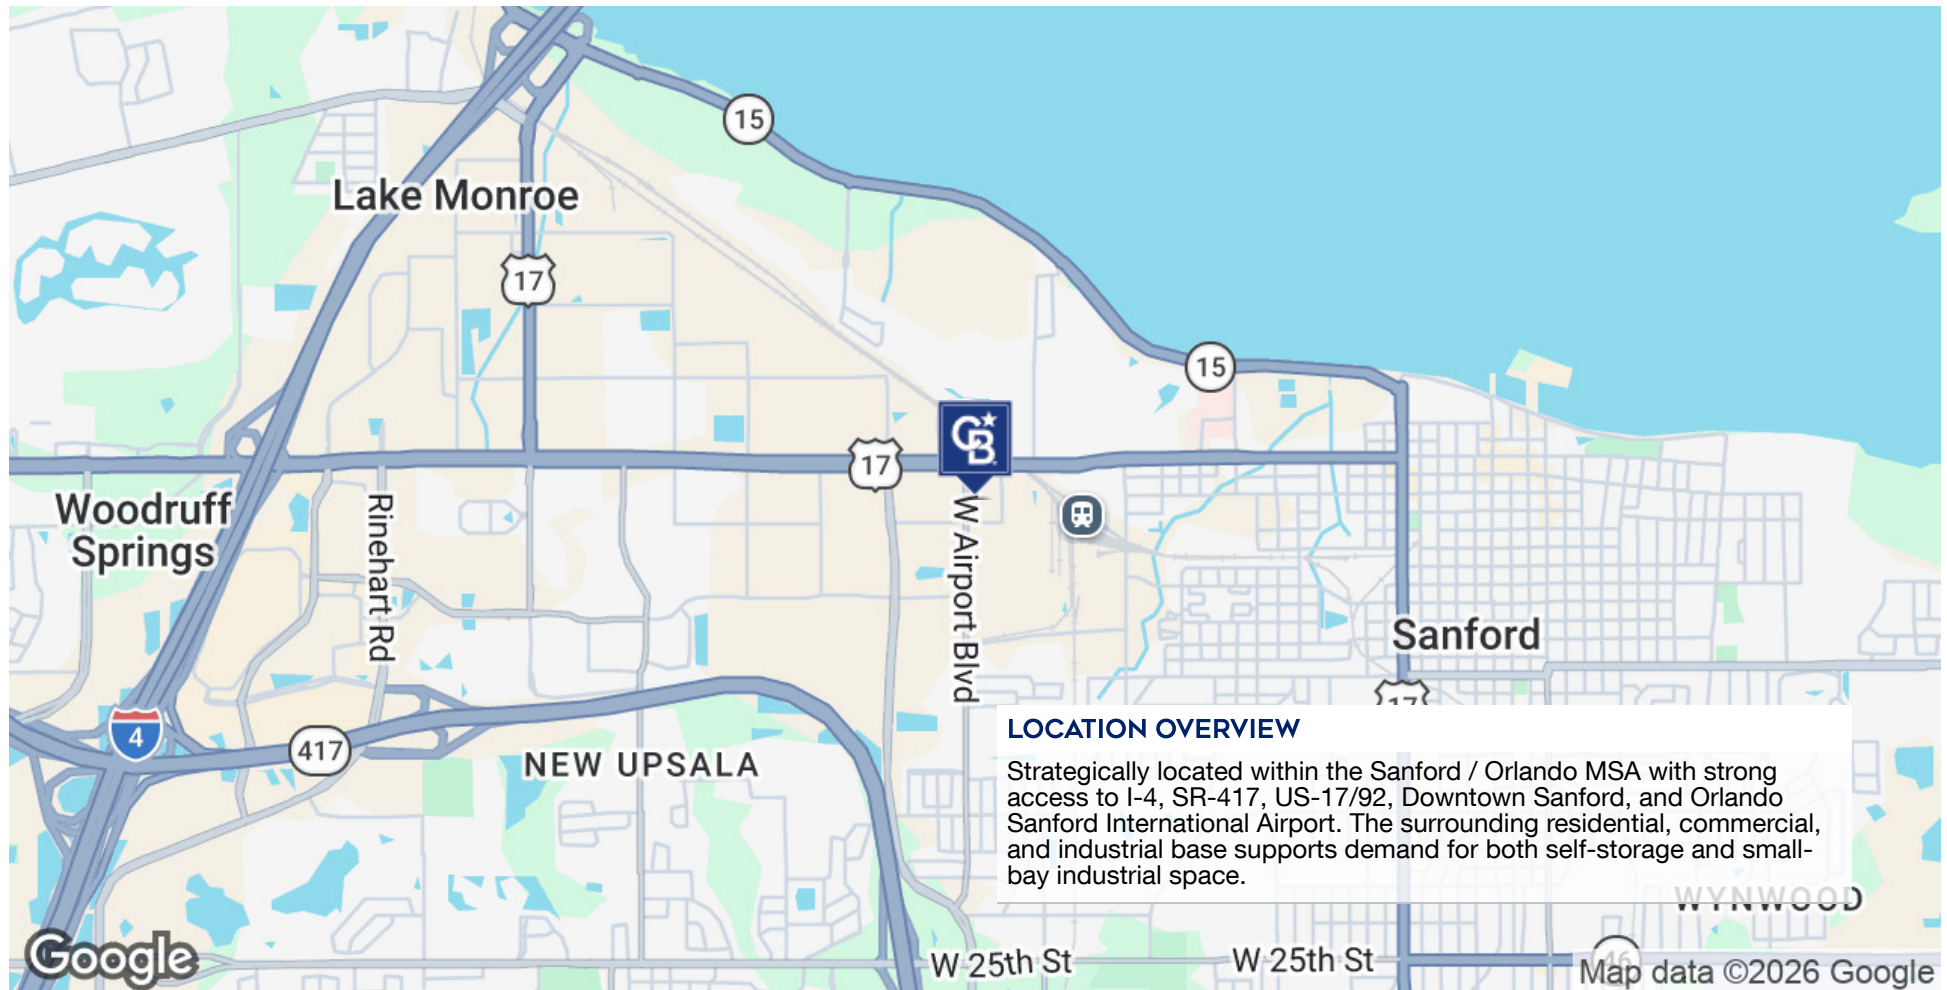 15
Lake Monroe
17
15
CB
17
Woodruff
Springs
Rinehart Rd
W Airport Blvd
Sanford
17
4
417
NEW UPSALA
LOCATION OVERVIEW
Strategically located within the Sanford / Orlando MSA with strong
access to I-4, SR-417, US-17/92, Downtown Sanford, and Orlando
Sanford International Airport. The surrounding residential, commercial,
and industrial base supports demand for both self-storage and small-
bay industrial space.
WYNWOOD
Google
W 25th St
W 25th St
46
Map data ©2026 Google